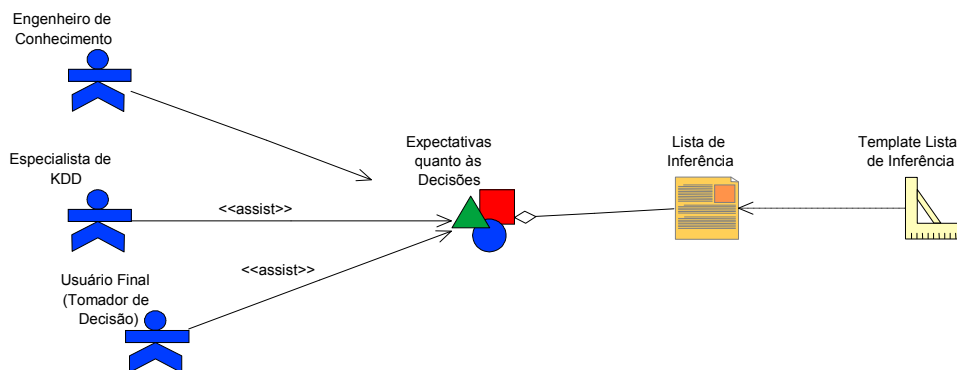 Engenheiro de
Conhecimento
Especialista de
KDD
<<assist>>
Usuário Final
(Tomador de
Decisão)
<<assist>>
Expectativas
quanto às
Decisões
Lista de
Inferência
Template Lista
de Inferência